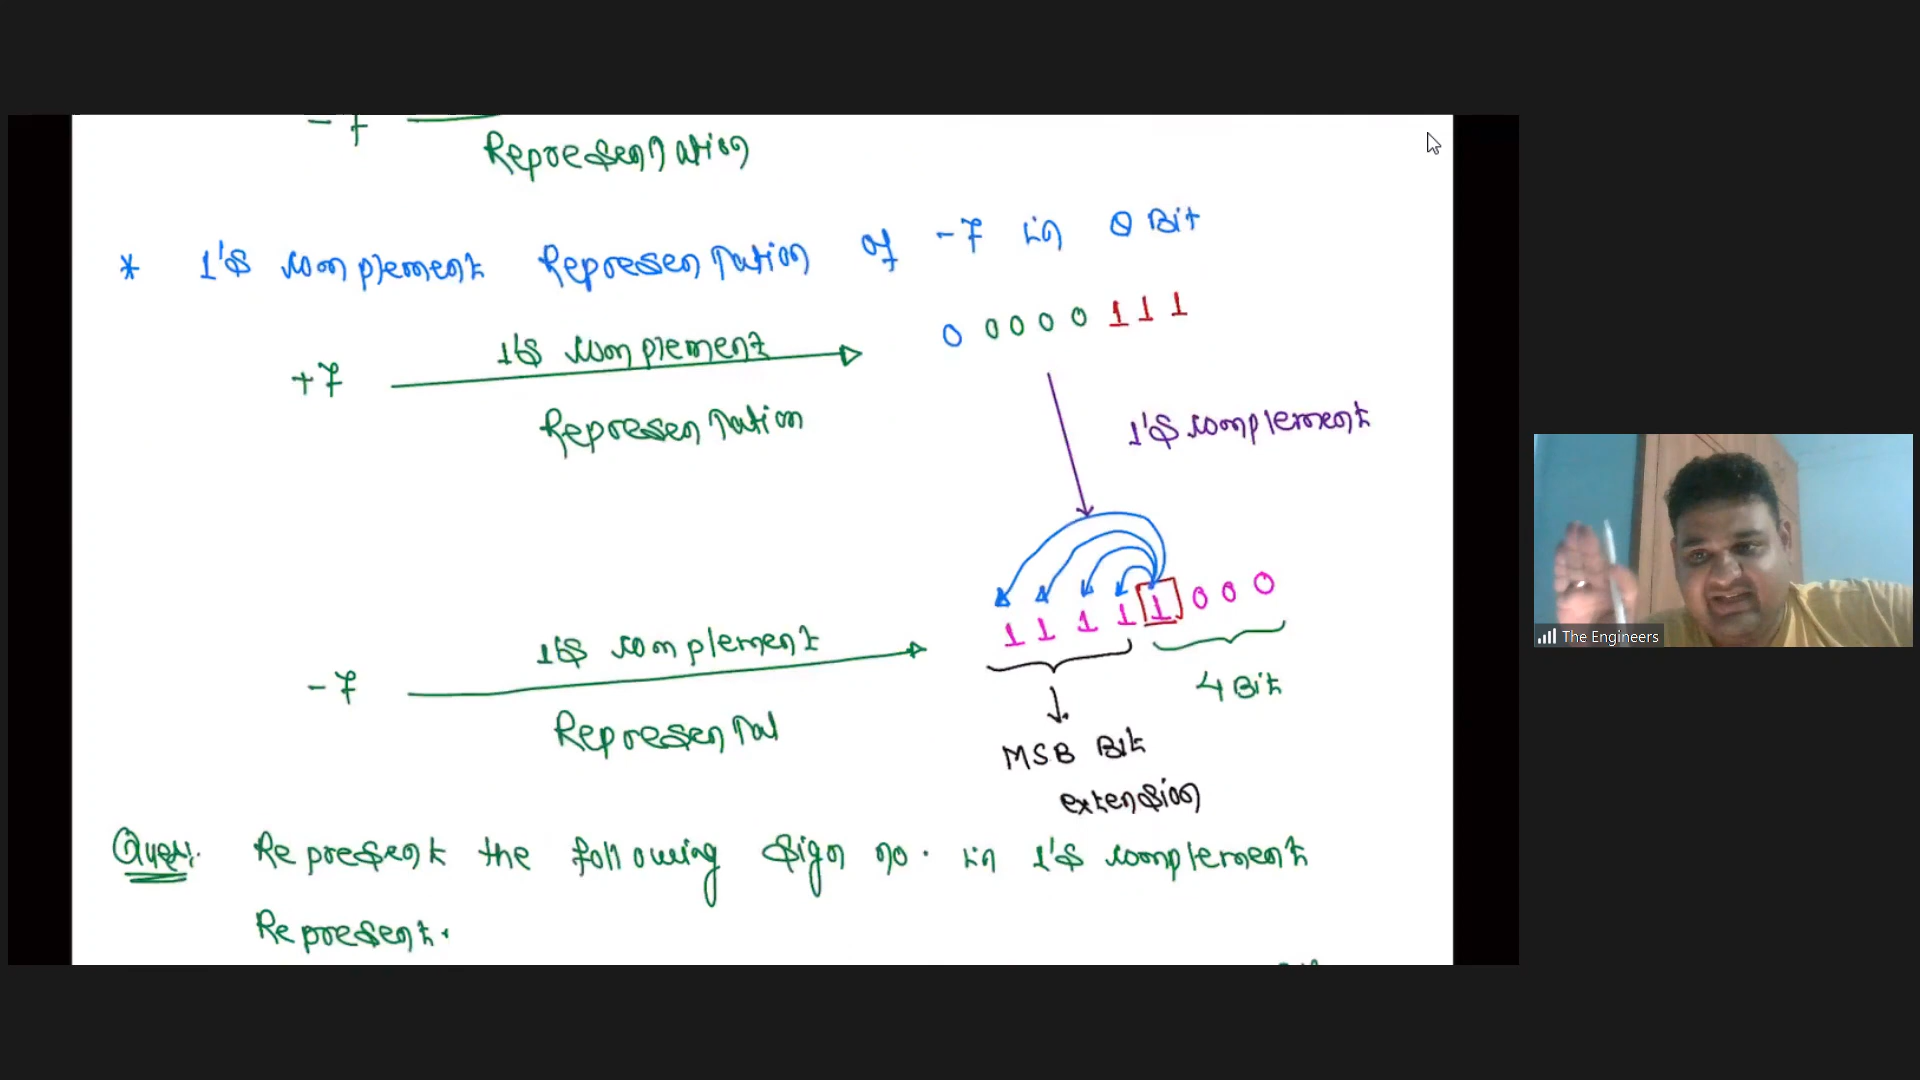 - 7
Representation
* 1's complement Representation of -7 in 8 Bit
+7 1's complement 0 0 0 0 0 1 1 1
Representation
1's complement
1 1 1 1 1 0 0 0
-7 1's complement
Represental
4 Bit
MSB Bit
extension
Ques:. Represent the following sign no. in 1's complement
Represent.
The Engineers